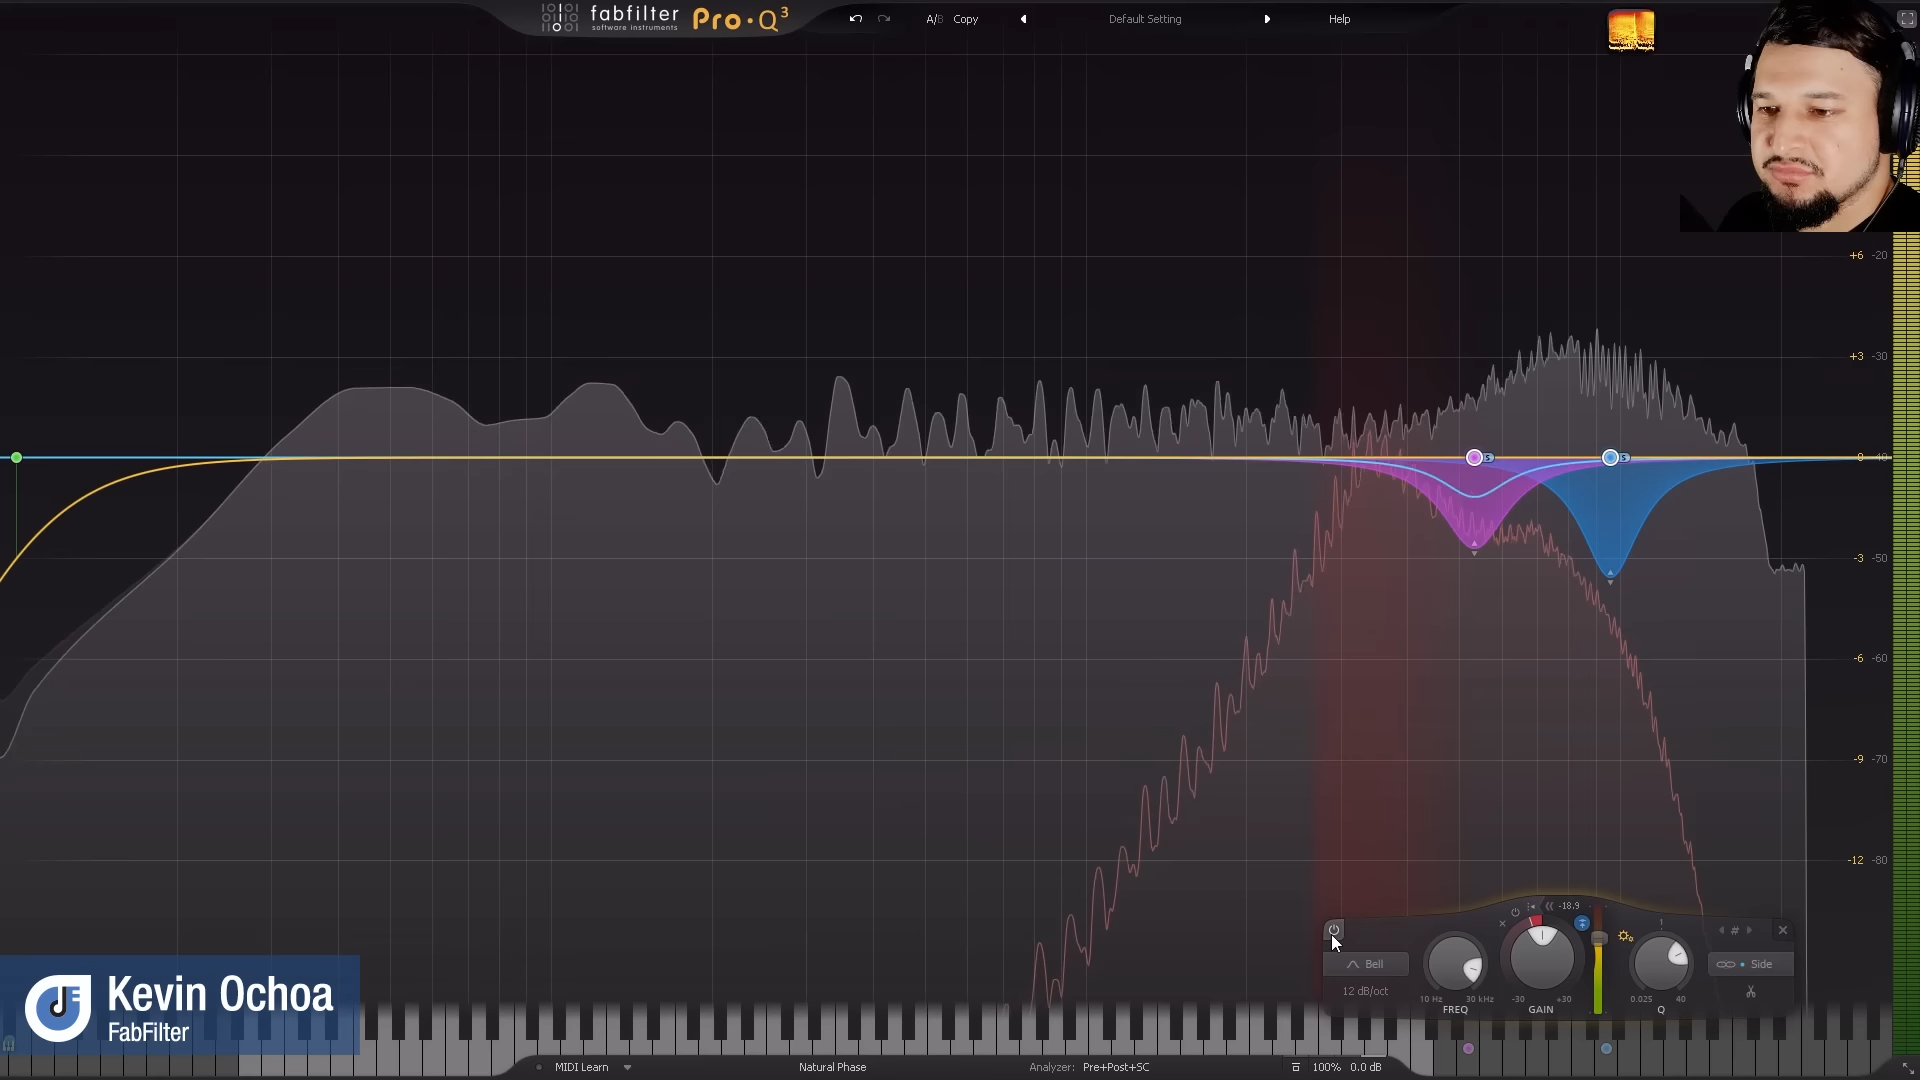 fabfilter
software instruments
Pro·Q³
A/B
Copy
Default Setting
Help
+6 -20
+3 -30
0 -40
-3 -50
-6 -60
-9 -70
-12 -80
S
S
-18.9
Bell
12 dB/oct
10 Hz 30 kHz
FREQ
-30 +30
GAIN
0.025 40
Q
#
Side
Kevin Ochoa
FabFilter
MIDI Learn
Natural Phase
Analyzer: Pre+Post+SC
100%
0.0 dB